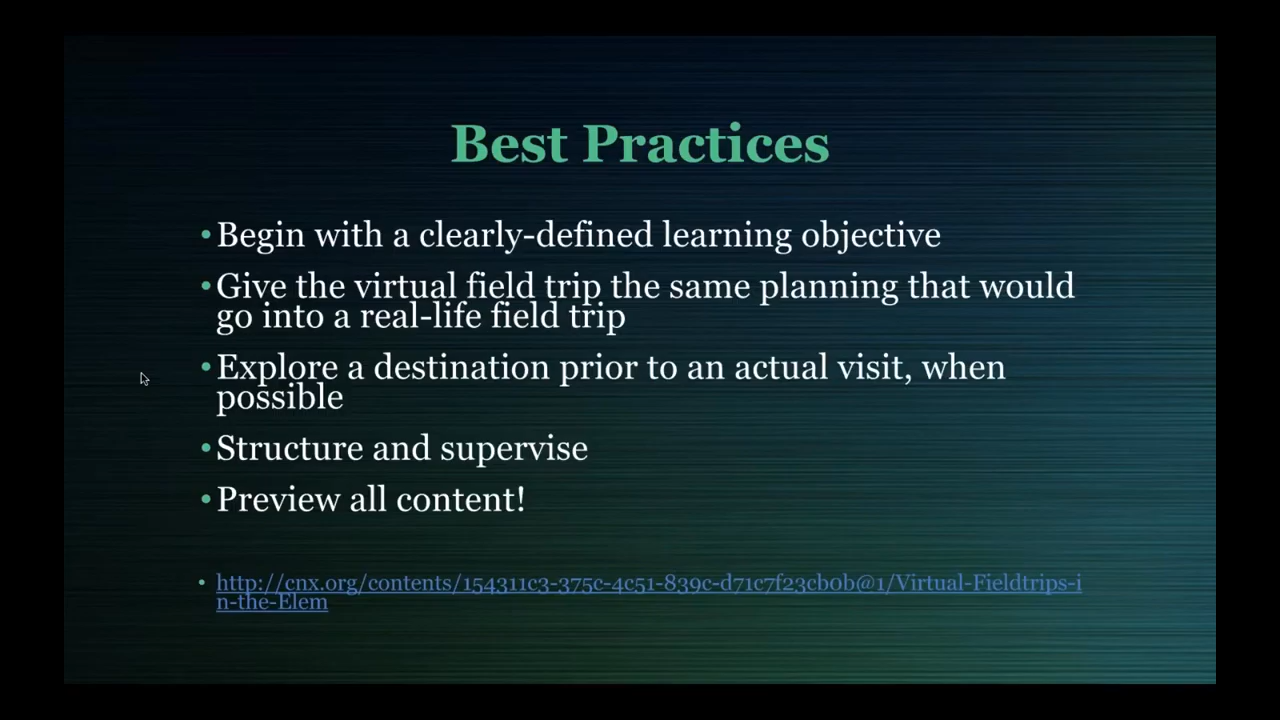 Best Practices
•Begin with a clearly-defined learning objective
•Give the virtual field trip the same planning that would
go into a real-life field trip
•Explore a destination prior to an actual visit, when
possible
•Structure and supervise
•Preview all content!
• http://cnx.org/contents/154311c3-375c-4c51-839c-d71c7f23cb0b@1/Virtual-Fieldtrips-i
n-the-Elem